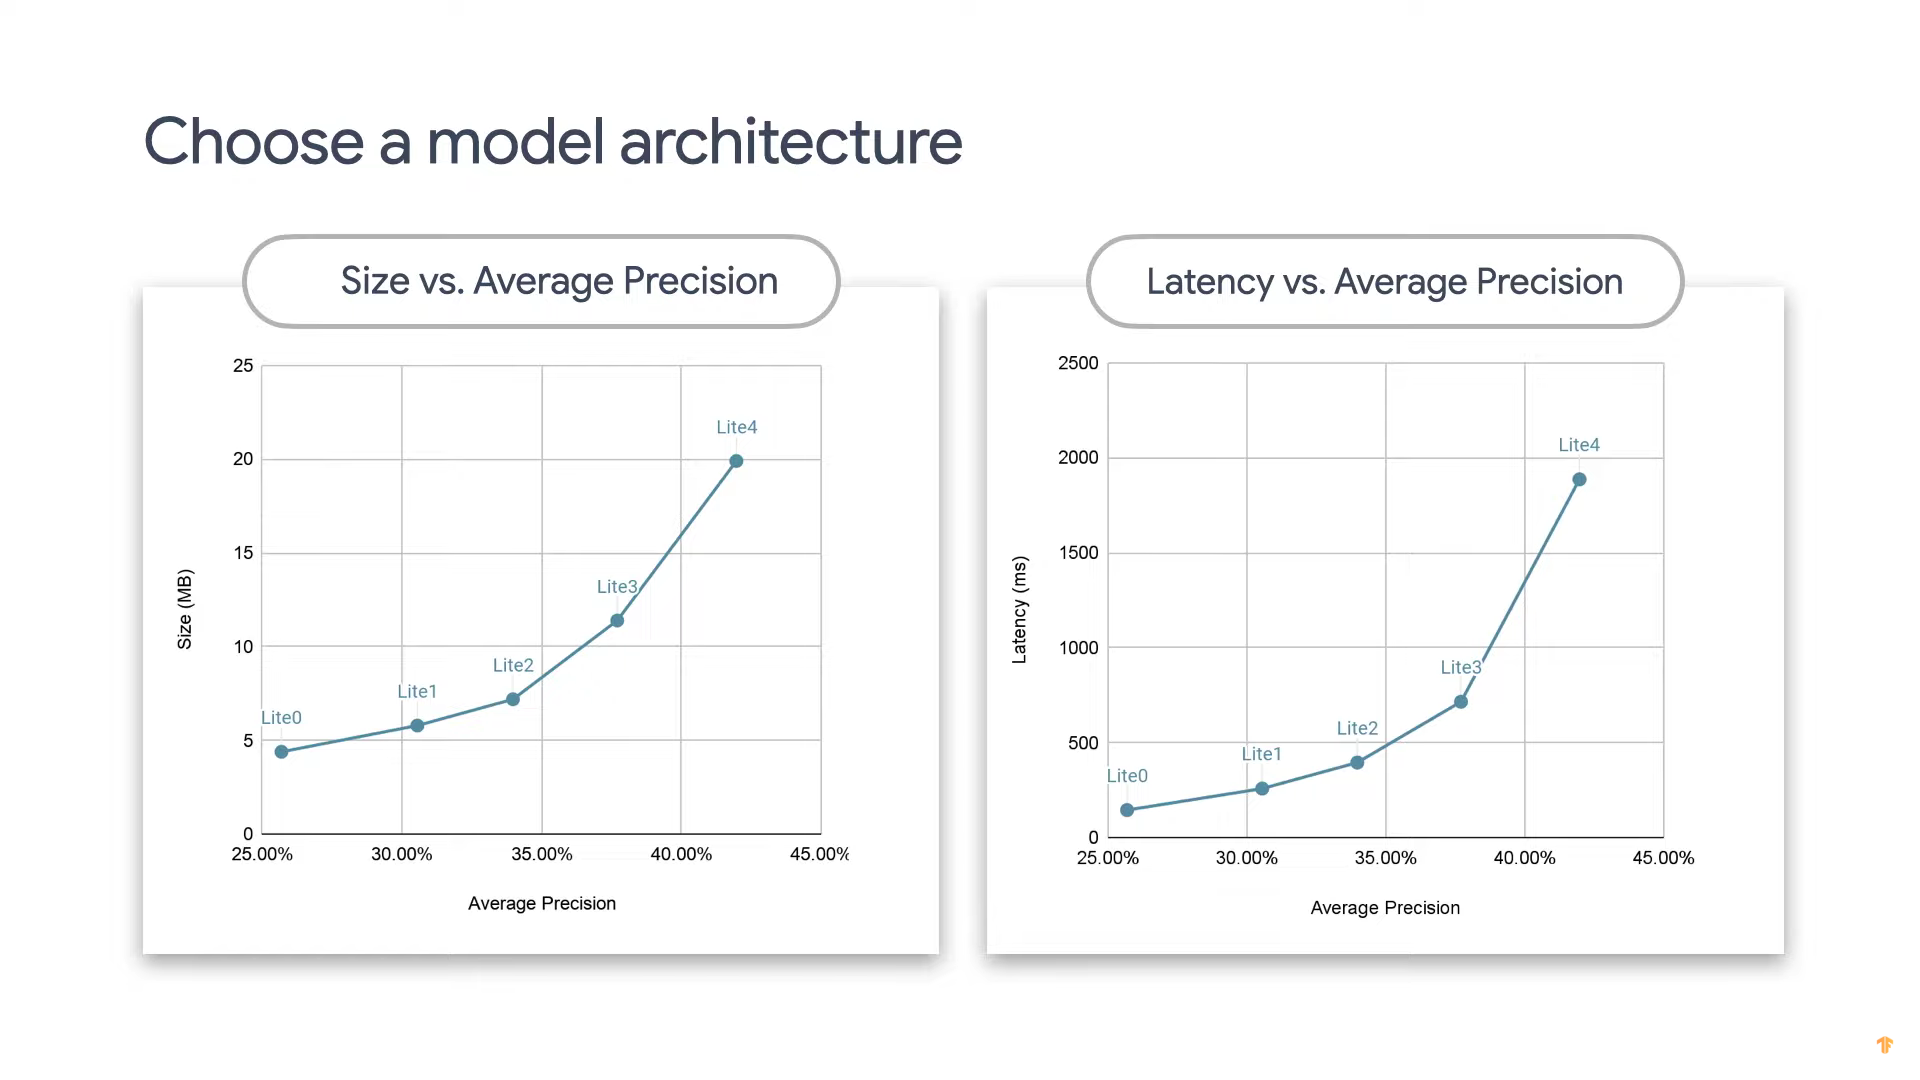 Choose a model architecture
Size vs. Average Precision
25
20
15
10
5
0
Size (MB)
Lite0
Lite1
Lite2
Lite3
Lite4
25.00%
30.00%
35.00%
40.00%
45.00%
Average Precision
Latency vs. Average Precision
2500
2000
1500
1000
500
0
Latency (ms)
Lite0
Lite1
Lite2
Lite3
Lite4
25.00%
30.00%
35.00%
40.00%
45.00%
Average Precision